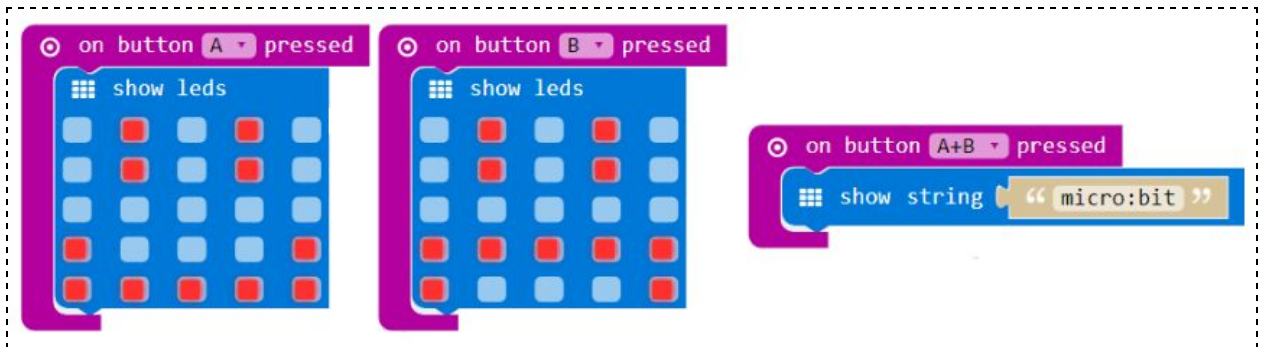 on button A pressed
show leds
on button B pressed
show leds
on button A+B pressed
show string “ micro:bit ”